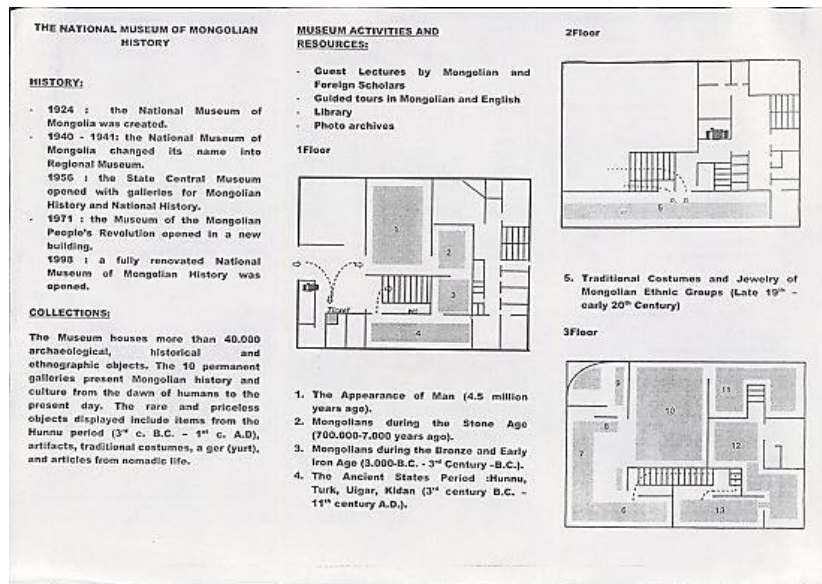 THE NATIONAL MUSEUM OF MONGOLIAN
HISTORY
HISTORY:
- 1924 : the National Museum of
Mongolia was created.
- 1940 - 1941: the National Museum of
Mongolia changed its name into
Regional Museum.
1956 : the State Central Museum
opened with galleries for Mongolian
History and National History.
- 1971 : the Museum of the Mongolian
People's Revolution opened in a new
building.
1998 : a fully renovated National
Museum of Mongolian History was
opened.
COLLECTIONS:
The Museum houses more than 40.000
archaeological, historical and
ethnographic objects. The 10 permanent
galleries present Mongolian history and
culture from the dawn of humans to the
present day. The rare and priceless
objects displayed include items from the
Hunnu period (3rd c. B.C. – 1st c. A.D),
artifacts, traditional costumes, a ger (yurt),
and articles from nomadic life.
MUSEUM ACTIVITIES AND
RESOURCES:
- Guest Lectures by Mongolian and
Foreign Scholars
- Guided tours in Mongolian and English
- Library
- Photo archives
1Floor
1
2
3
Ticket
4
1. The Appearance of Man (4.5 million
years ago).
2. Mongolians during the Stone Age
(700.000-7.000 years ago).
3. Mongolians during the Bronze and Early
Iron Age (3.000-B.C. - 3rd Century –B.C.).
4. The Ancient States Period :Hunnu,
Turk, Uigar, Kidan (3rd century B.C. –
11th century A.D.).
2Floor
5
5. Traditional Costumes and Jewelry of
Mongolian Ethnic Groups (Late 19th –
early 20th Century)
3Floor
9
10
11
8
7
12
6
13